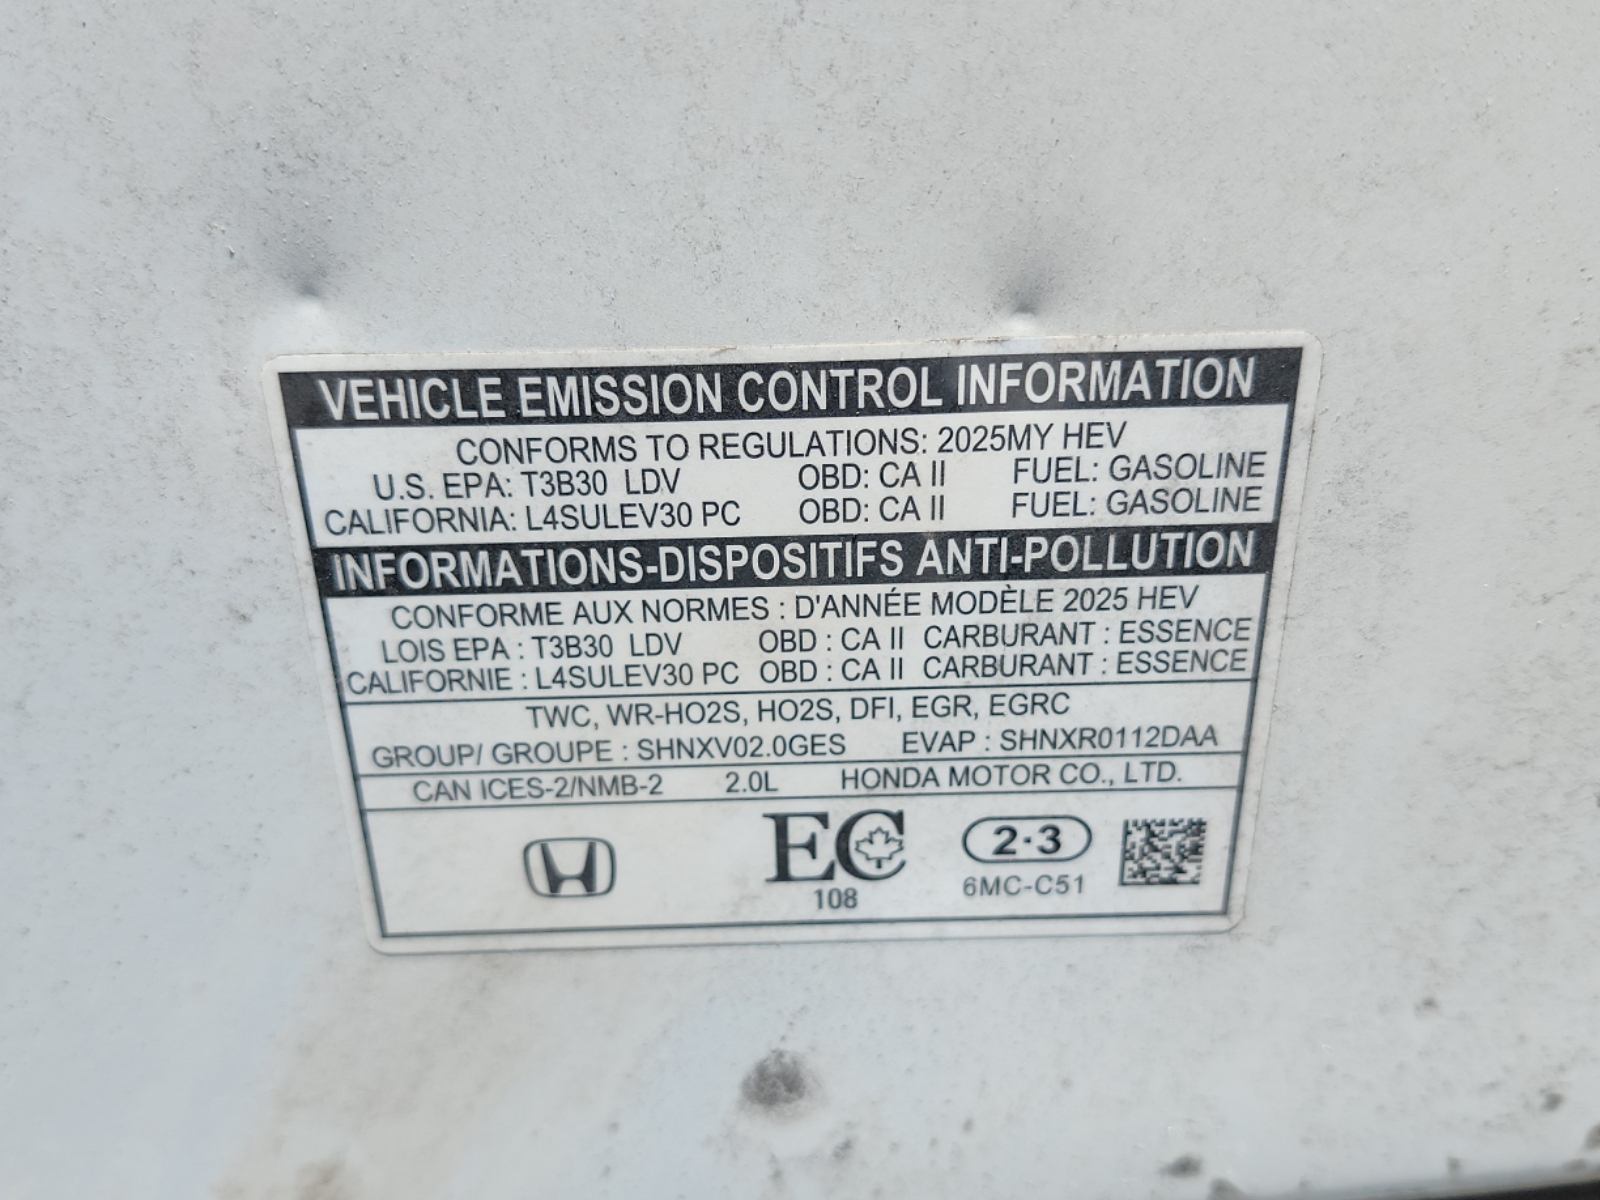 VEHICLE EMISSION CONTROL INFORMATION
CONFORMS TO REGULATIONS: 2025MY HEV
U.S. EPA: T3B30 LDV OBD: CA II FUEL: GASOLINE
CALIFORNIA: L4SULEV30 PC OBD: CA II FUEL: GASOLINE
INFORMATIONS-DISPOSITIFS ANTI-POLLUTION
CONFORME AUX NORMES : D'ANNÉE MODÈLE 2025 HEV
LOIS EPA : T3B30 LDV OBD : CA II CARBURANT : ESSENCE
CALIFORNIE : L4SULEV30 PC OBD : CA II CARBURANT : ESSENCE
TWC, WR-HO2S, HO2S, DFI, EGR, EGRC
GROUP/ GROUPE : SHNXV02.0GES EVAP : SHNXR0112DAA
CAN ICES-2/NMB-2 2.0L HONDA MOTOR CO., LTD.
EC 2·3
108 6MC-C51